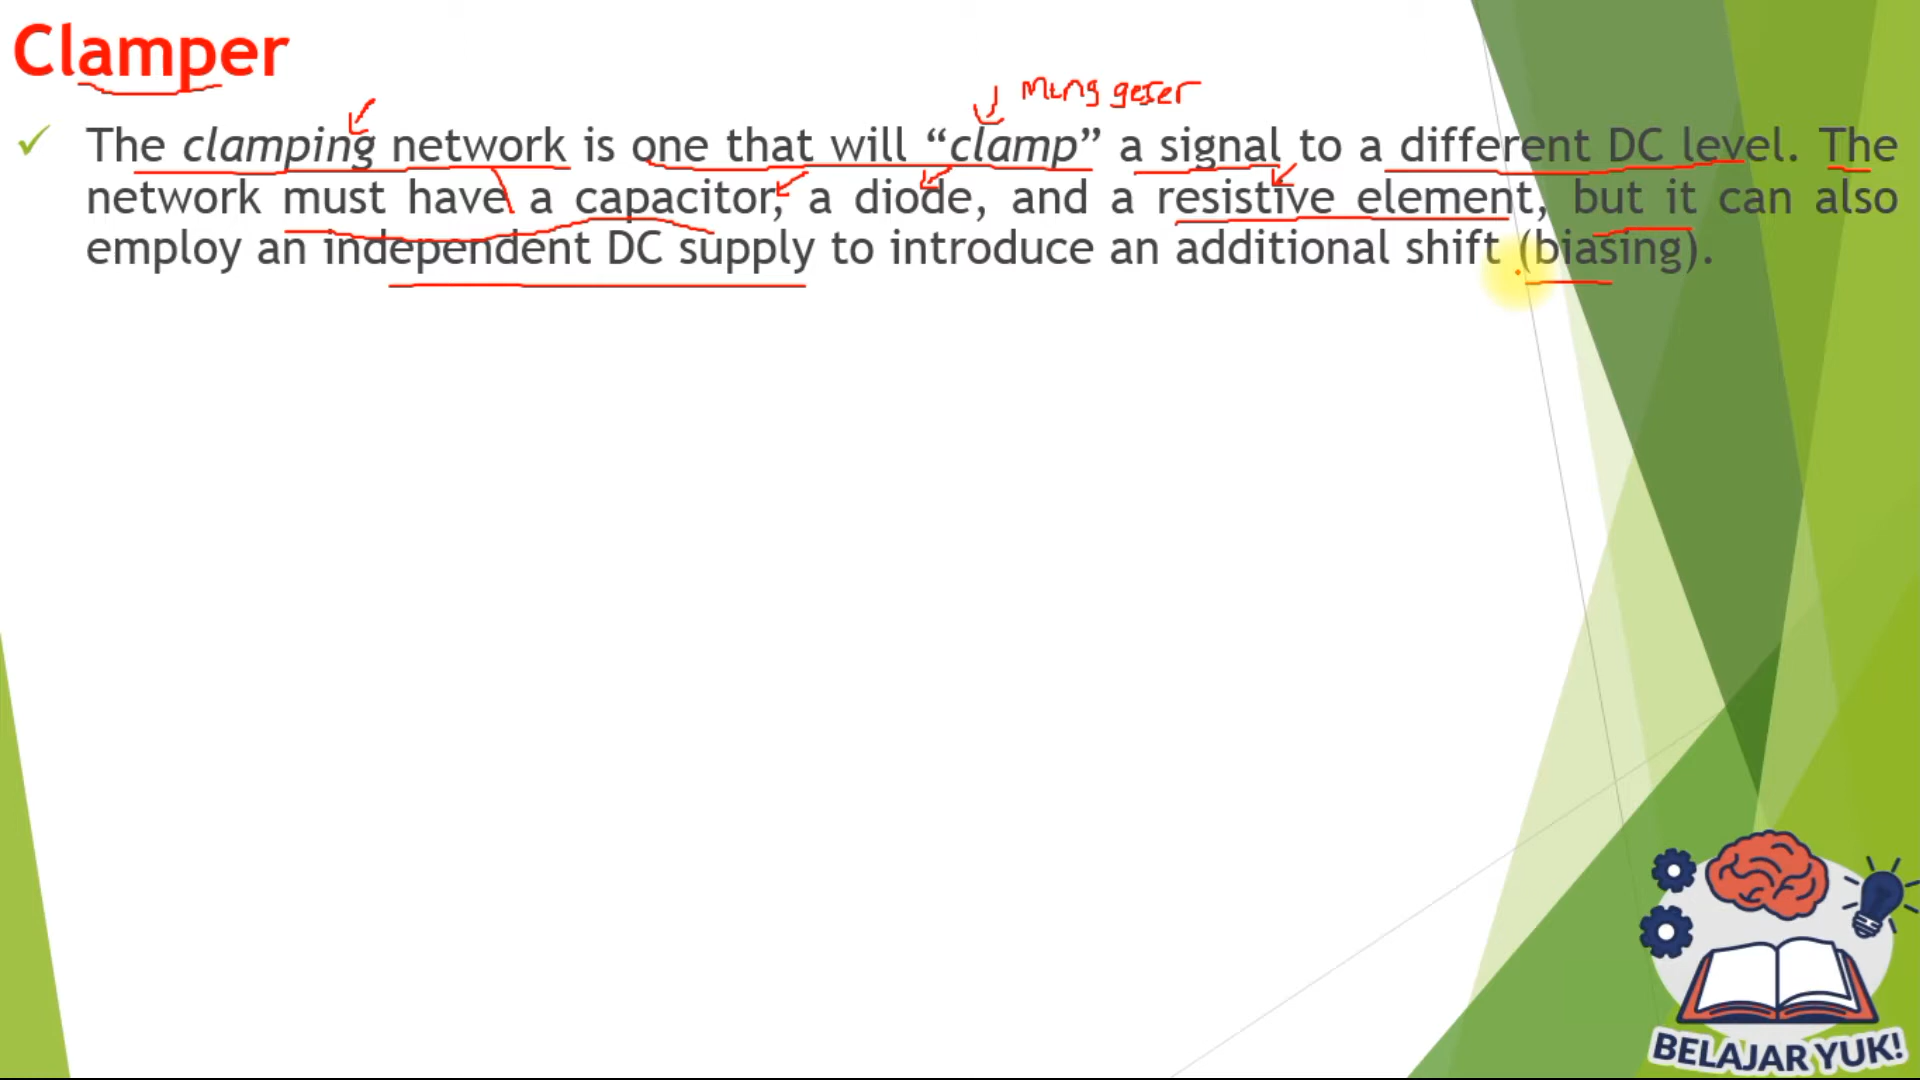 Clamper
menggeser
The clamping network is one that will “clamp” a signal to a different DC level. The
network must have a capacitor, a diode, and a resistive element, but it can also
employ an independent DC supply to introduce an additional shift (biasing).
BELAJAR YUK!